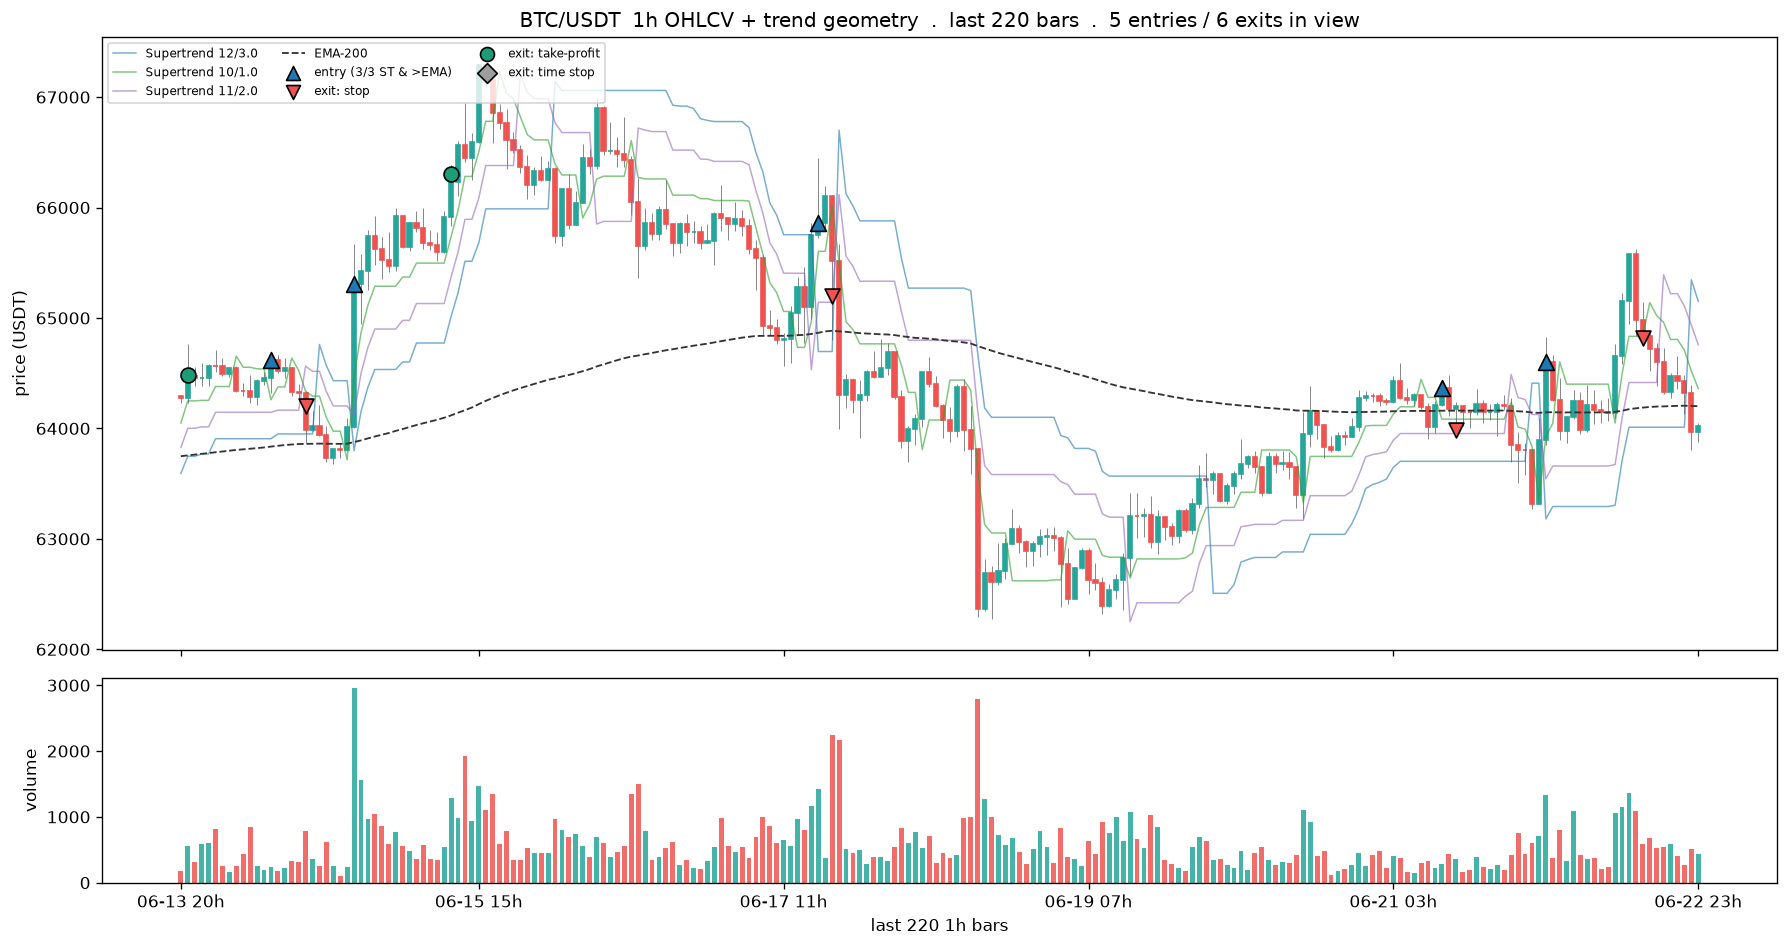 BTC/USDT  1h OHLCV + trend geometry  .  last 220 bars  .  5 entries / 6 exits in view
Supertrend 12/3.0
Supertrend 10/1.0
Supertrend 11/2.0
EMA-200
entry (3/3 ST & >EMA)
exit: stop
exit: take-profit
exit: time stop
price (USDT)
67000
66000
65000
64000
63000
62000
volume
3000
2000
1000
0
06-13 20h
06-15 15h
06-17 11h
06-19 07h
06-21 03h
06-22 23h
last 220 1h bars